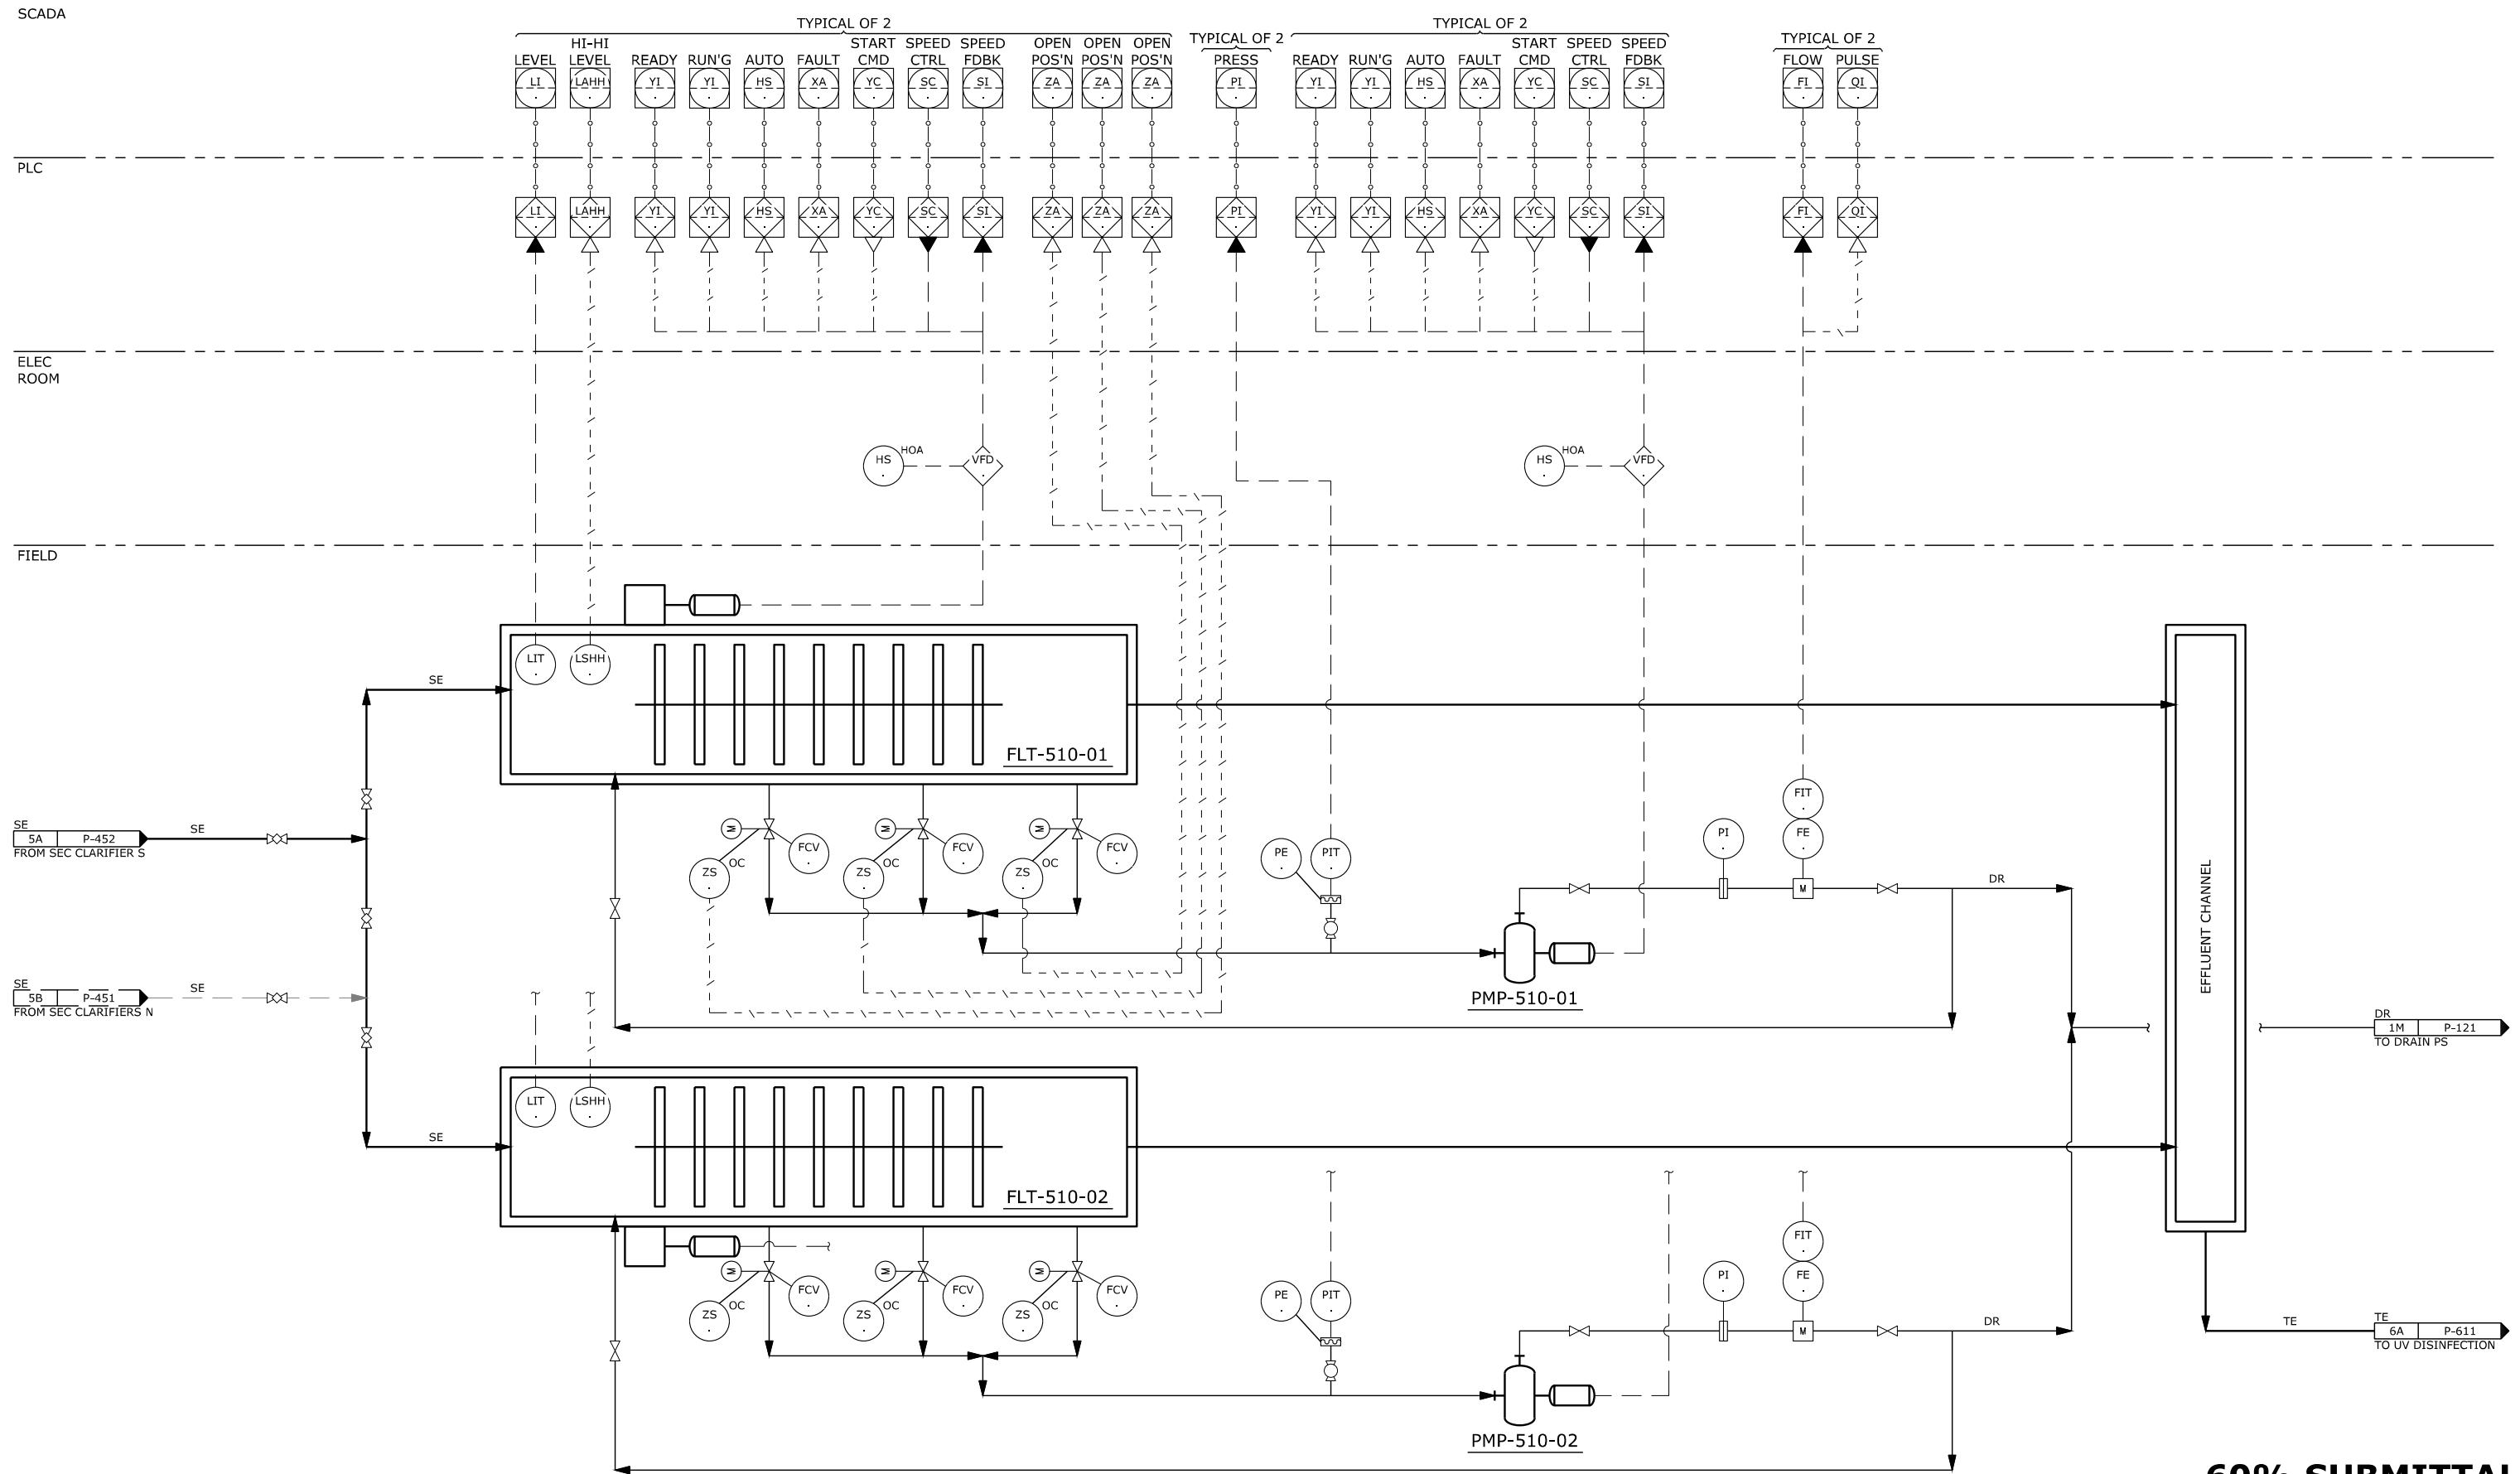 SCADA
TYPICAL OF 2
TYPICAL OF 2
TYPICAL OF 2
TYPICAL OF 2
LEVEL
HI-HI
LEVEL
READY
RUN'G
AUTO
FAULT
START
CMD
SPEED
CTRL
SPEED
FDBK
OPEN
POS'N
OPEN
POS'N
OPEN
POS'N
PRESS
READY
RUN'G
AUTO
FAULT
START
CMD
SPEED
CTRL
SPEED
FDBK
FLOW
PULSE
LI LAHH YI YI HS XA YC SC SI ZA ZA ZA PI YI YI HS XA YC SC SI FI QI
PLC
LI LAHH YI YI HS XA YC SC SI ZA ZA ZA PI YI YI HS XA YC SC SI FI QI
ELEC
ROOM
HS HOA VFD HS HOA VFD
FIELD
LIT LSHH
SE
FLT-510-01
SE
5A P-452
FROM SEC CLARIFIER S
SE
M FCV ZS OC
M FCV ZS OC
M FCV ZS OC
PE PIT
PI
FIT
FE
M
DR
EFFLUENT CHANNEL
SE
5B P-451
FROM SEC CLARIFIERS N
SE
PMP-510-01
DR
1M P-121
TO DRAIN PS
LIT LSHH
SE
FLT-510-02
M FCV ZS OC
M FCV ZS OC
M FCV ZS OC
PE PIT
PI
FIT
FE
M
DR
TE
TE
6A P-611
TO UV DISINFECTION
PMP-510-02
60% SUBMITTAL